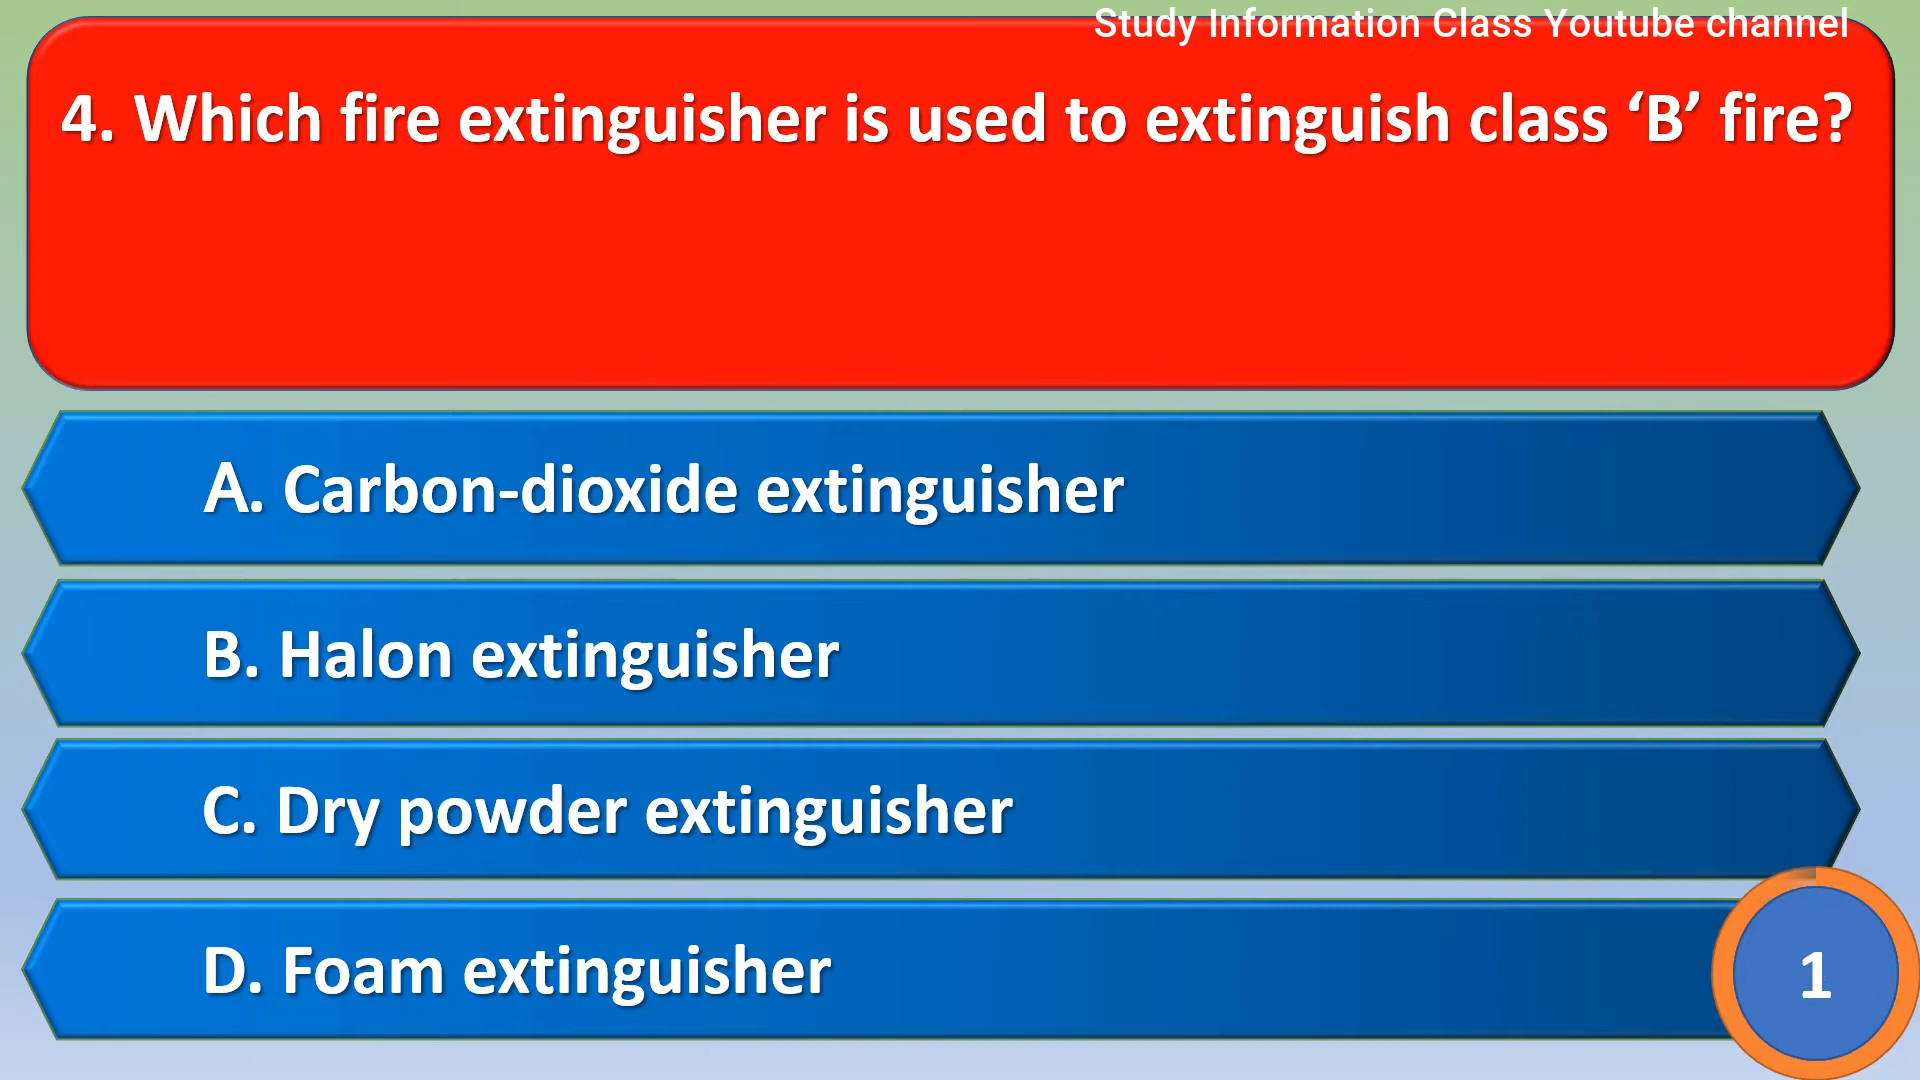 Study Information Class Youtube channel
4. Which fire extinguisher is used to extinguish class ‘B’ fire?
A. Carbon-dioxide extinguisher
B. Halon extinguisher
C. Dry powder extinguisher
D. Foam extinguisher
1